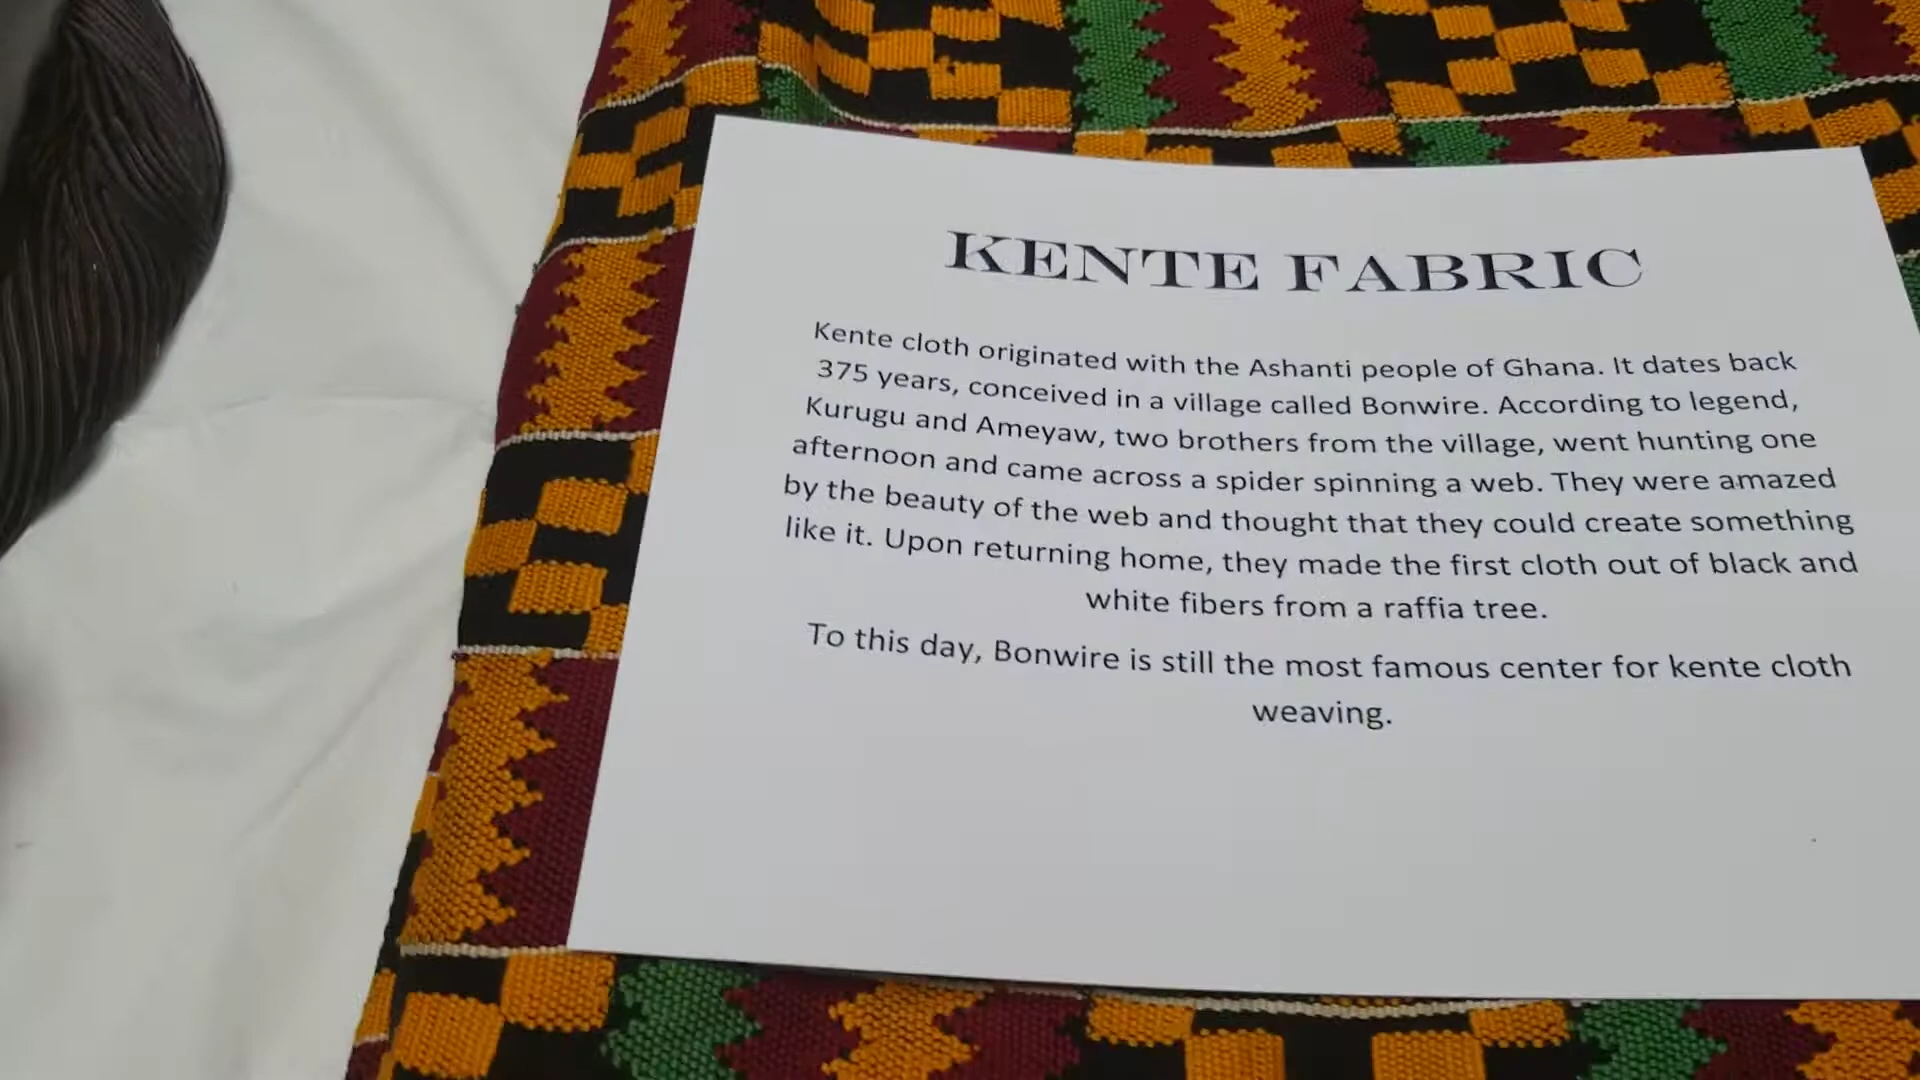 KENTE FABRIC
Kente cloth originated with the Ashanti people of Ghana. It dates back
375 years, conceived in a village called Bonwire. According to legend,
Kurugu and Ameyaw, two brothers from the village, went hunting one
afternoon and came across a spider spinning a web. They were amazed
by the beauty of the web and thought that they could create something
like it. Upon returning home, they made the first cloth out of black and
white fibers from a raffia tree.
To this day, Bonwire is still the most famous center for kente cloth
weaving.